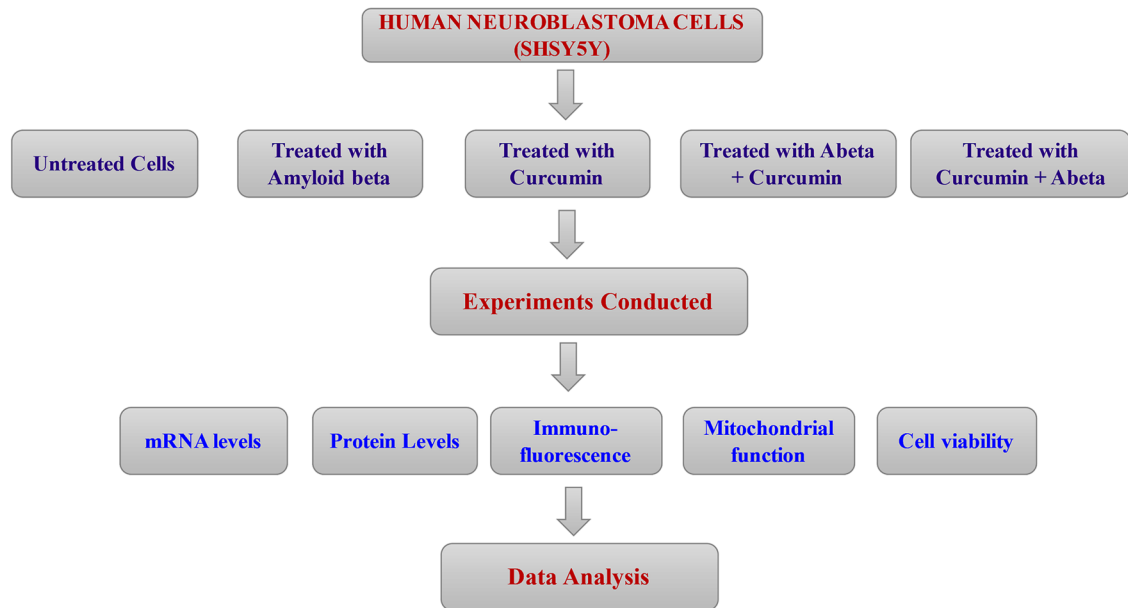 HUMAN NEUROBLASTOMA CELLS
(SHSY5Y)
Untreated Cells
Treated with
Amyloid beta
Treated with
Curcumin
Treated with Abeta
+ Curcumin
Treated with
Curcumin + Abeta
Experiments Conducted
mRNA levels
Protein Levels
Immuno-
fluorescence
Mitochondrial
function
Cell viability
Data Analysis